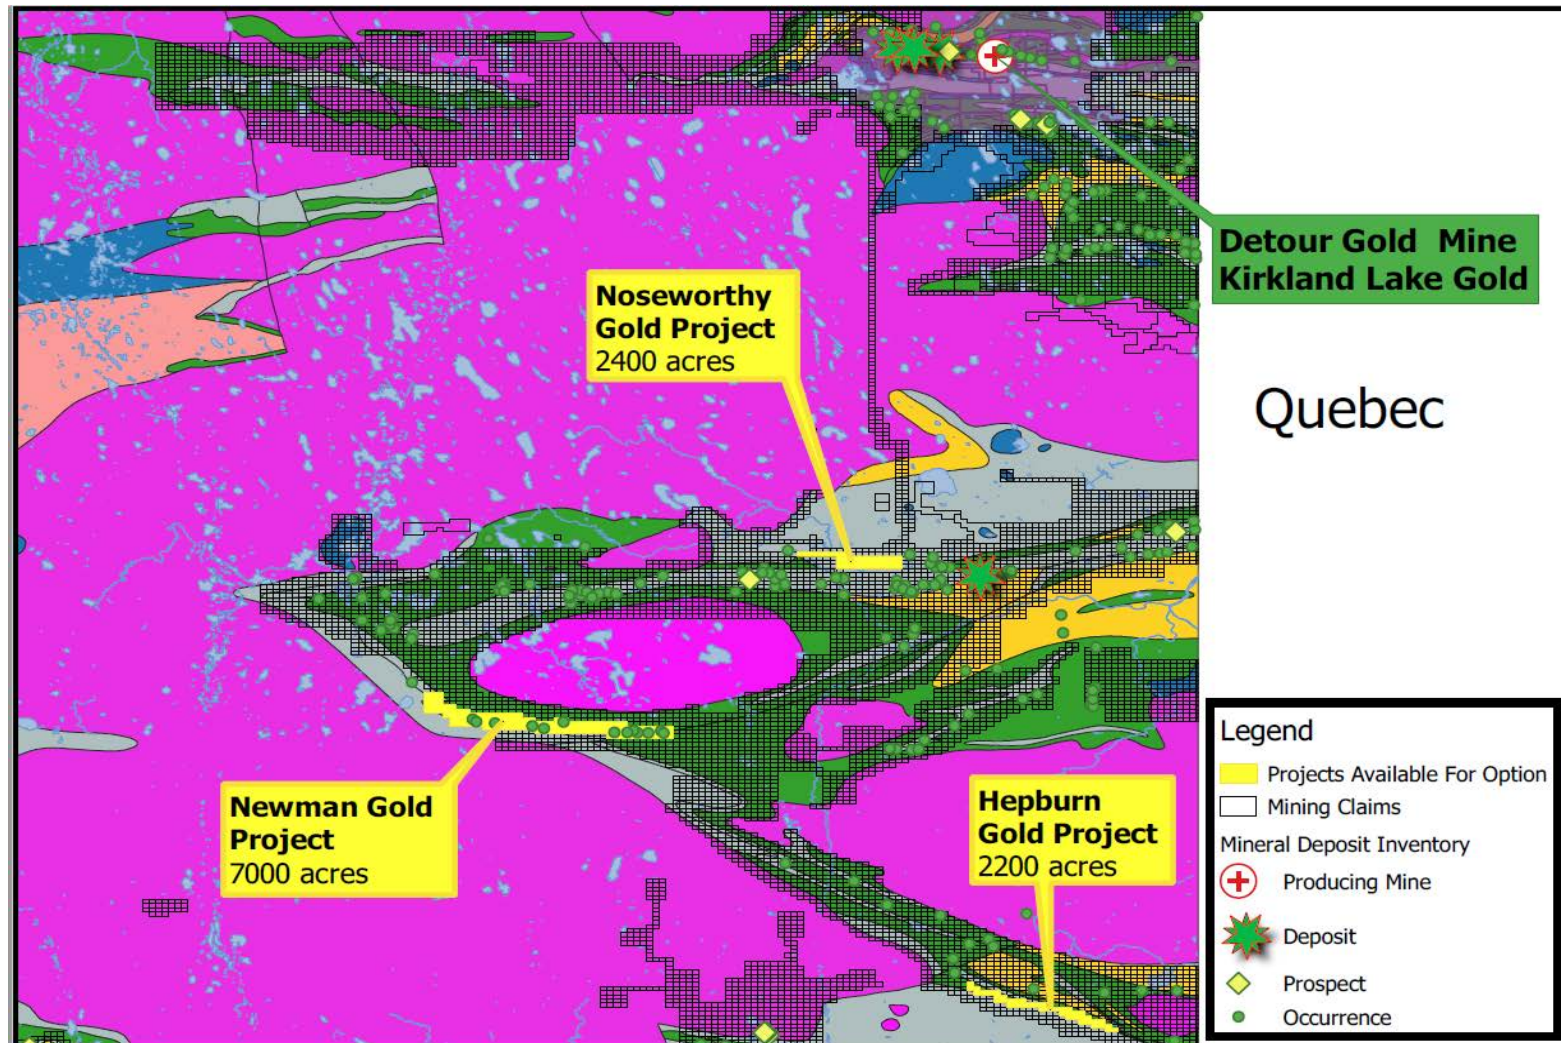 Detour Gold  Mine
Kirkland Lake Gold
Noseworthy
Gold Project
2400 acres
Quebec
Newman Gold
Project
7000 acres
Hepburn
Gold Project
2200 acres
Legend
Projects Available For Option
Mining Claims
Mineral Deposit Inventory
Producing Mine
Deposit
Prospect
Occurrence